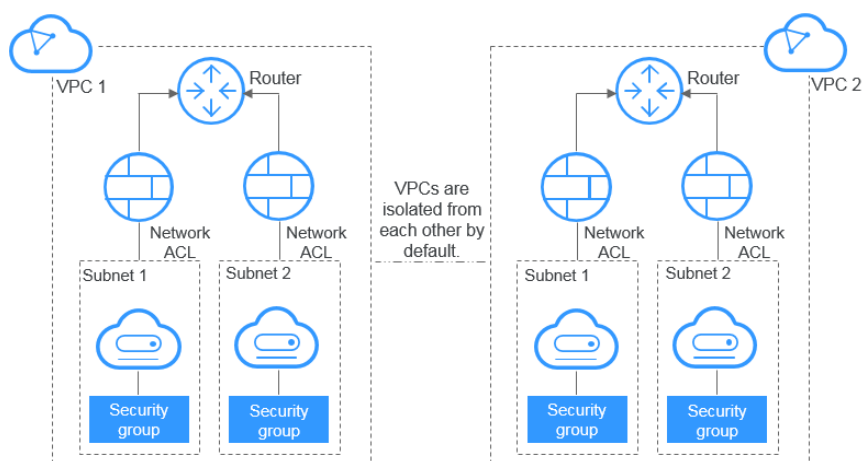 VPC 1
Router
Network
ACL
Network
ACL
Subnet 1
Subnet 2
Security
group
Security
group
VPCs are
isolated from
each other by
default.
VPC 2
Router
Network
ACL
Network
ACL
Subnet 1
Subnet 2
Security
group
Security
group